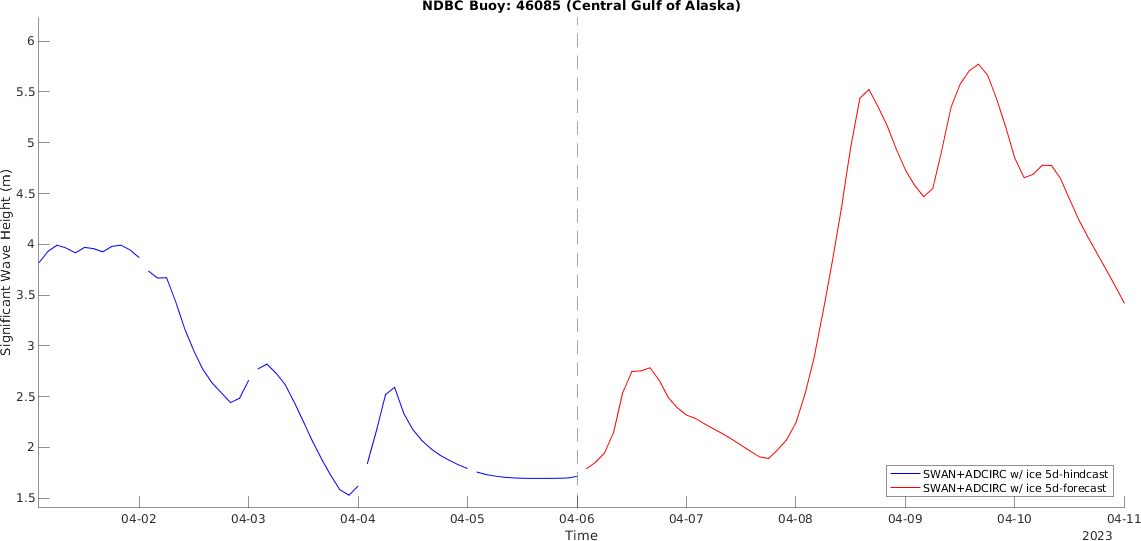 NDBC Buoy: 46085 (Central Gulf of Alaska)
6
5.5
5
4.5
4
3.5
3
2.5
2
1.5
Significant Wave Height (m)
SWAN+ADCIRC w/ ice 5d-hindcast
SWAN+ADCIRC w/ ice 5d-forecast
04-02 04-03 04-04 04-05 04-06 04-07 04-08 04-09 04-10 04-11
Time
2023